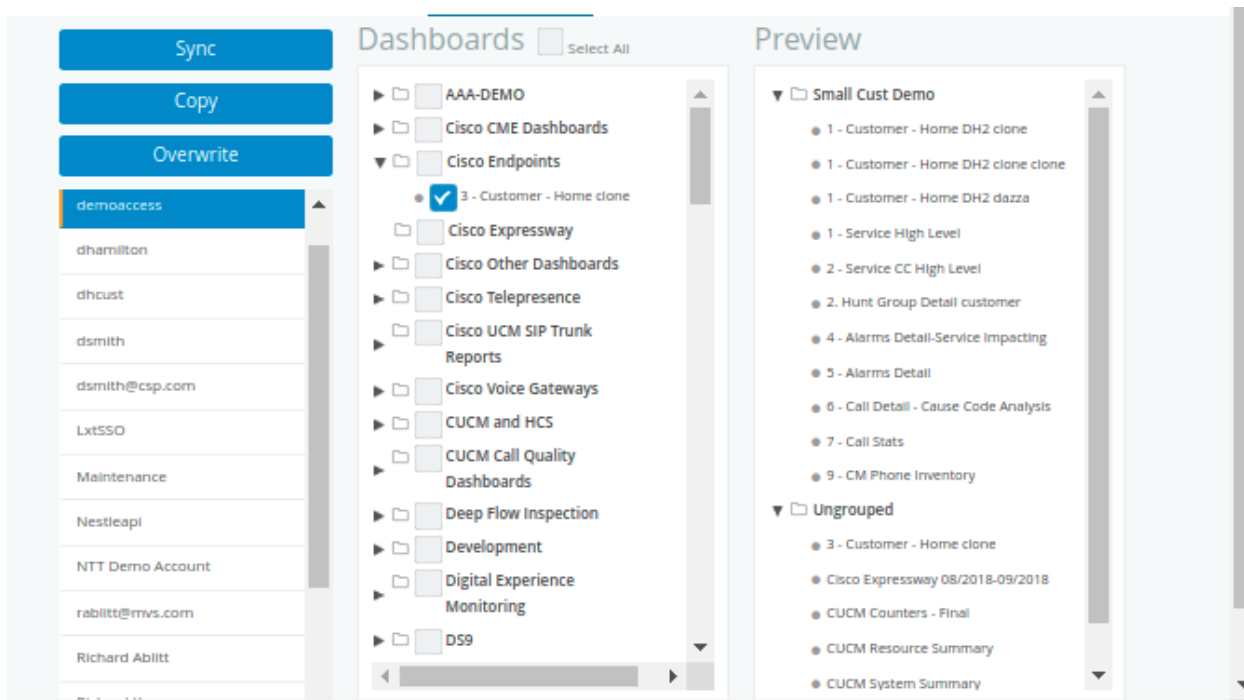 Sync
Copy
Overwrite
demoaccess
dhamilton
dhcust
dsmith
dsmith@csp.com
LxtSSO
Maintenance
Nestleapi
NTT Demo Account
rablitt@mvs.com
Richard Ablitt
Dashboards Select All
AAA-DEMO
Cisco CME Dashboards
Cisco Endpoints
3 - Customer - Home clone
Cisco Expressway
Cisco Other Dashboards
Cisco Telepresence
Cisco UCM SIP Trunk
Reports
Cisco Voice Gateways
CUCM and HCS
CUCM Call Quality
Dashboards
Deep Flow Inspection
Development
Digital Experience
Monitoring
DS9
Preview
Small Cust Demo
1 - Customer - Home DH2 clone
1 - Customer - Home DH2 clone clone
1 - Customer - Home DH2 dazza
1 - Service High Level
2 - Service CC High Level
2. Hunt Group Detail customer
4 - Alarms Detail-Service Impacting
5 - Alarms Detail
6 - Call Detail - Cause Code Analysis
7 - Call Stats
9 - CM Phone Inventory
Ungrouped
3 - Customer - Home clone
Cisco Expressway 08/2018-09/2018
CUCM Counters - Final
CUCM Resource Summary
CUCM System Summary